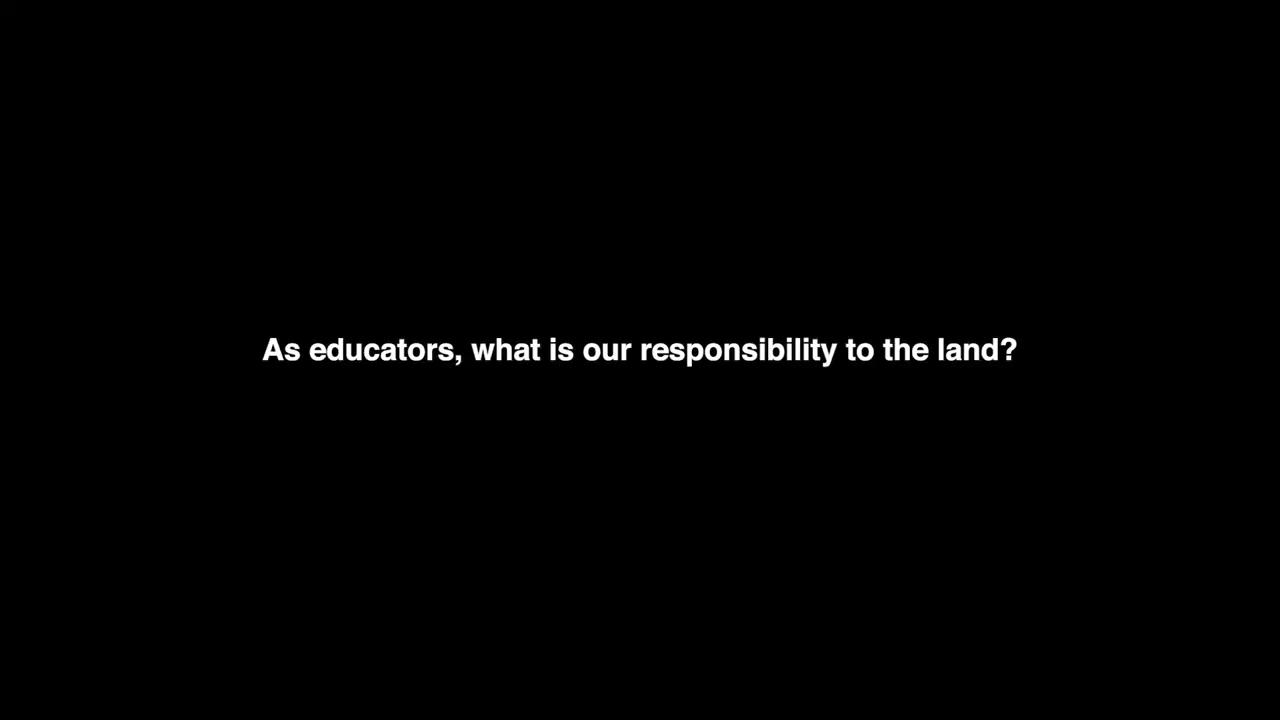 As educators, what is our responsibility to the land?